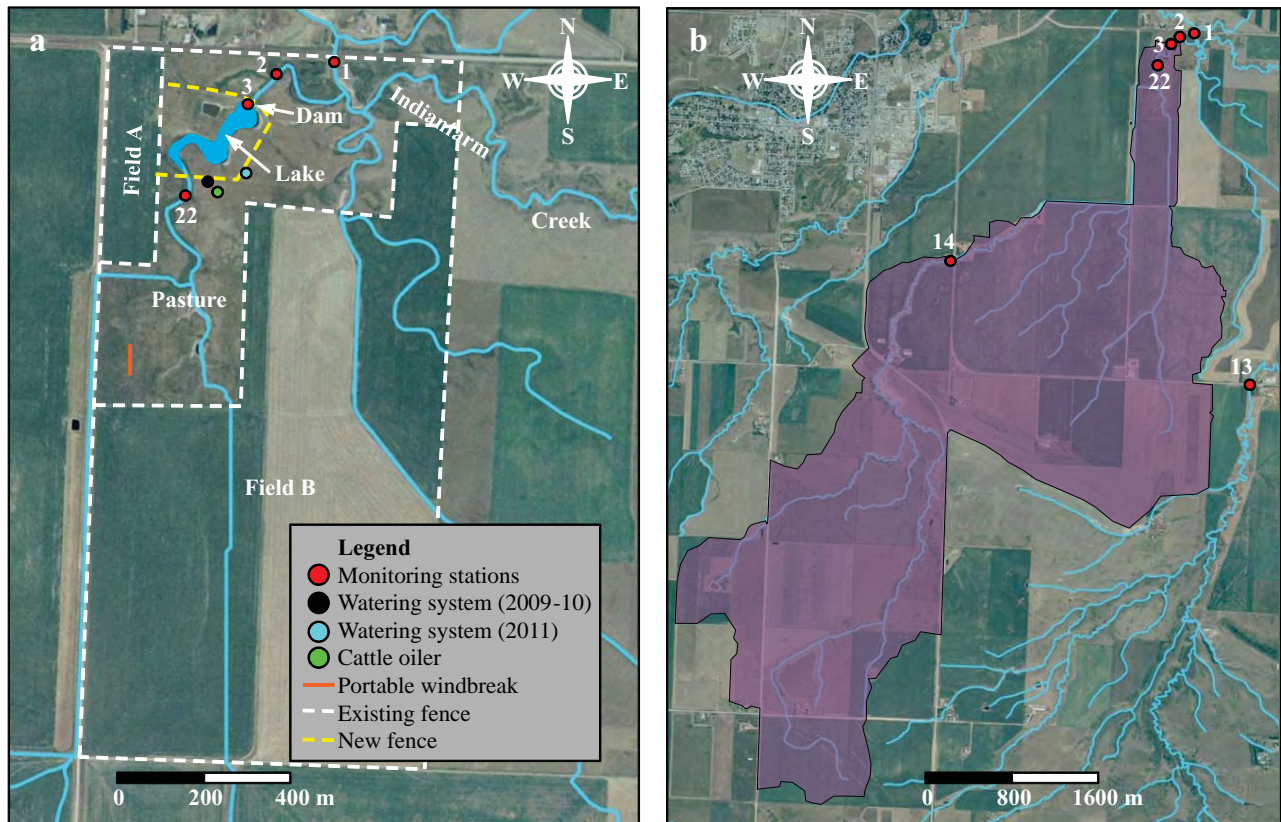 a
N
W E
S
1
2
3
Dam
Indianfarm
Field A
Lake
22
Creek
Pasture
Field B
Legend
Monitoring stations
Watering system (2009-10)
Watering system (2011)
Cattle oiler
Portable windbreak
Existing fence
New fence
0 200 400 m
b
N
W E
S
2 1
3
22
14
13
0 800 1600 m